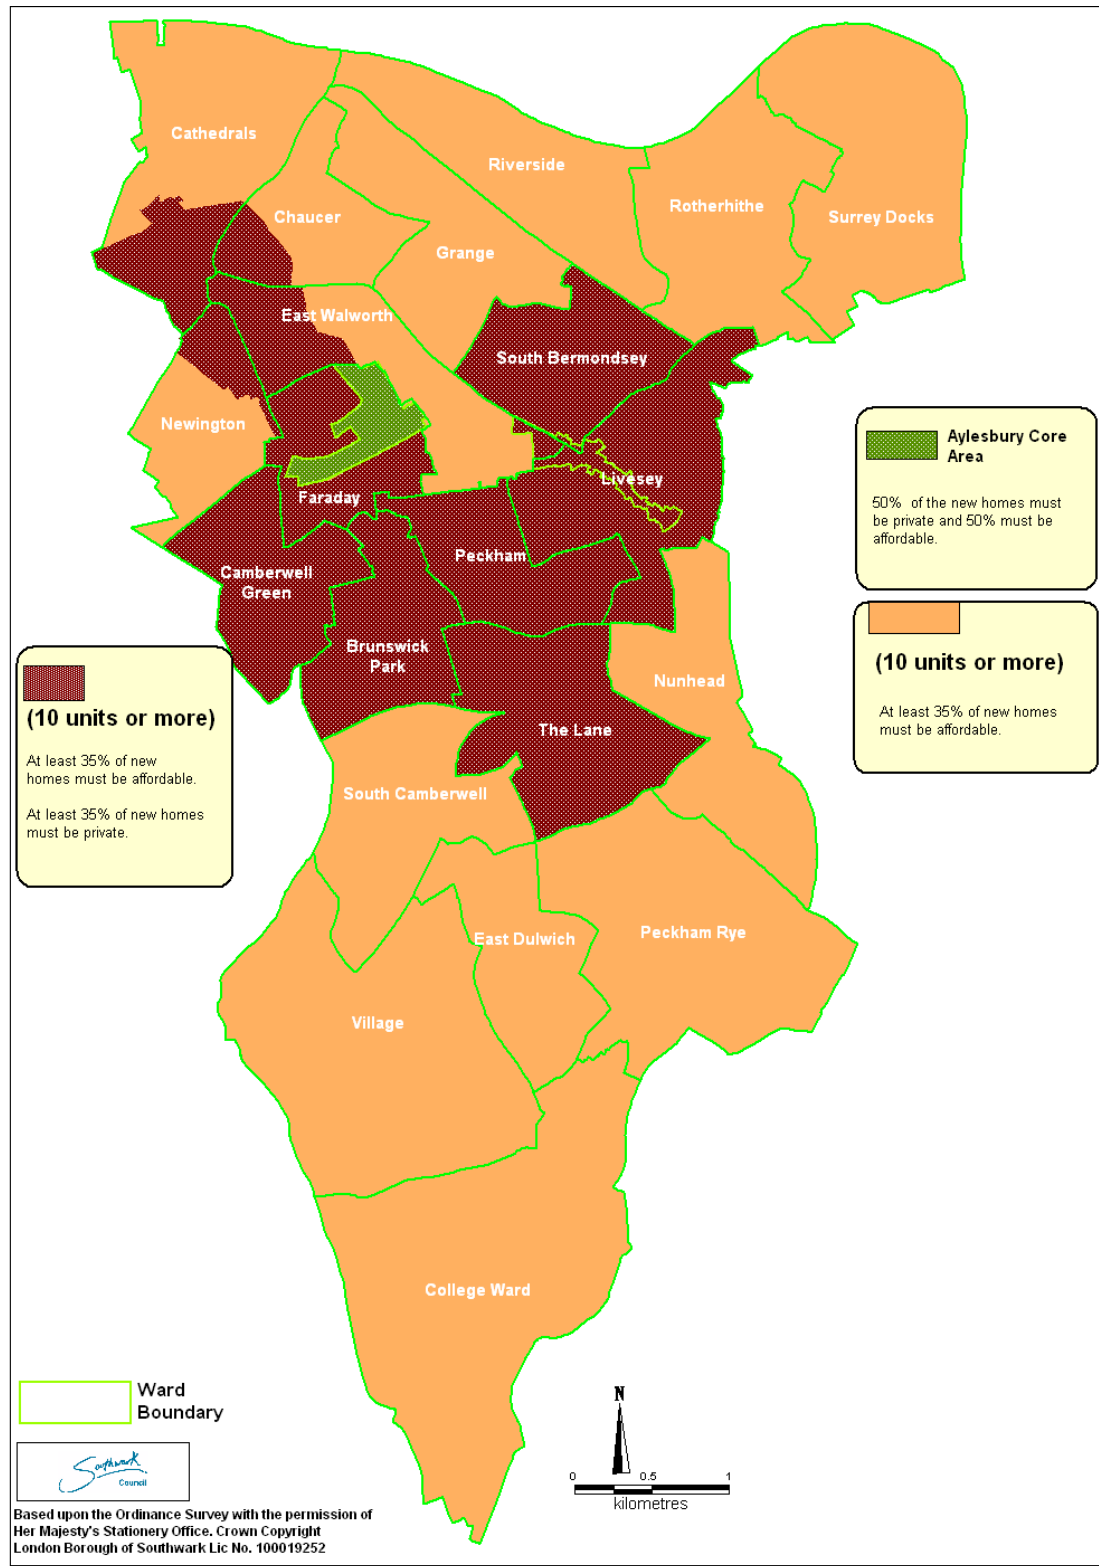 Cathedrals
Riverside
Rotherhithe
Chaucer
Surrey Docks
Grange
East Walworth
South Bermondsey
Newington
Livesey
Faraday
Peckham
Camberwell
Green
Brunswick
Park
Nunhead
The Lane
South Camberwell
East Dulwich
Peckham Rye
Village
College Ward
Aylesbury Core
Area
50% of the new homes must
be private and 50% must be
affordable.
(10 units or more)
At least 35% of new homes
must be affordable.
(10 units or more)
At least 35% of new
homes must be affordable.
At least 35% of new homes
must be private.
Ward
Boundary
Southwark
Council
N
0 0.5 1
kilometres
Based upon the Ordinance Survey with the permission of
Her Majesty's Stationery Office. Crown Copyright
London Borough of Southwark Lic No. 100019252